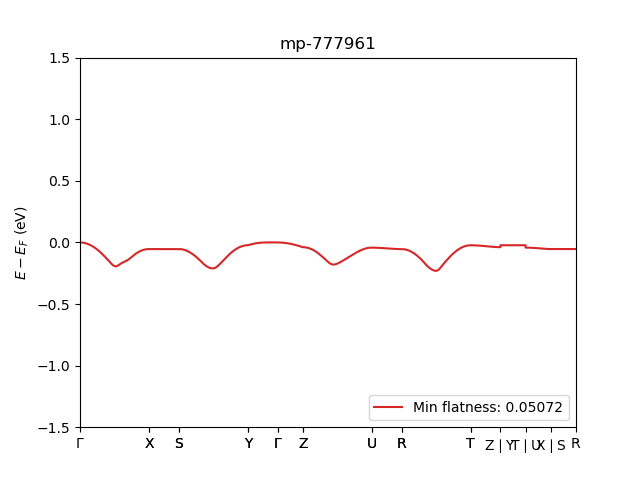 mp-777961
E − E_F (eV)
1.5
1.0
0.5
0.0
−0.5
−1.0
−1.5
Min flatness: 0.05072
Γ X S Y Γ Z U R T Z | Y T | U X | S R